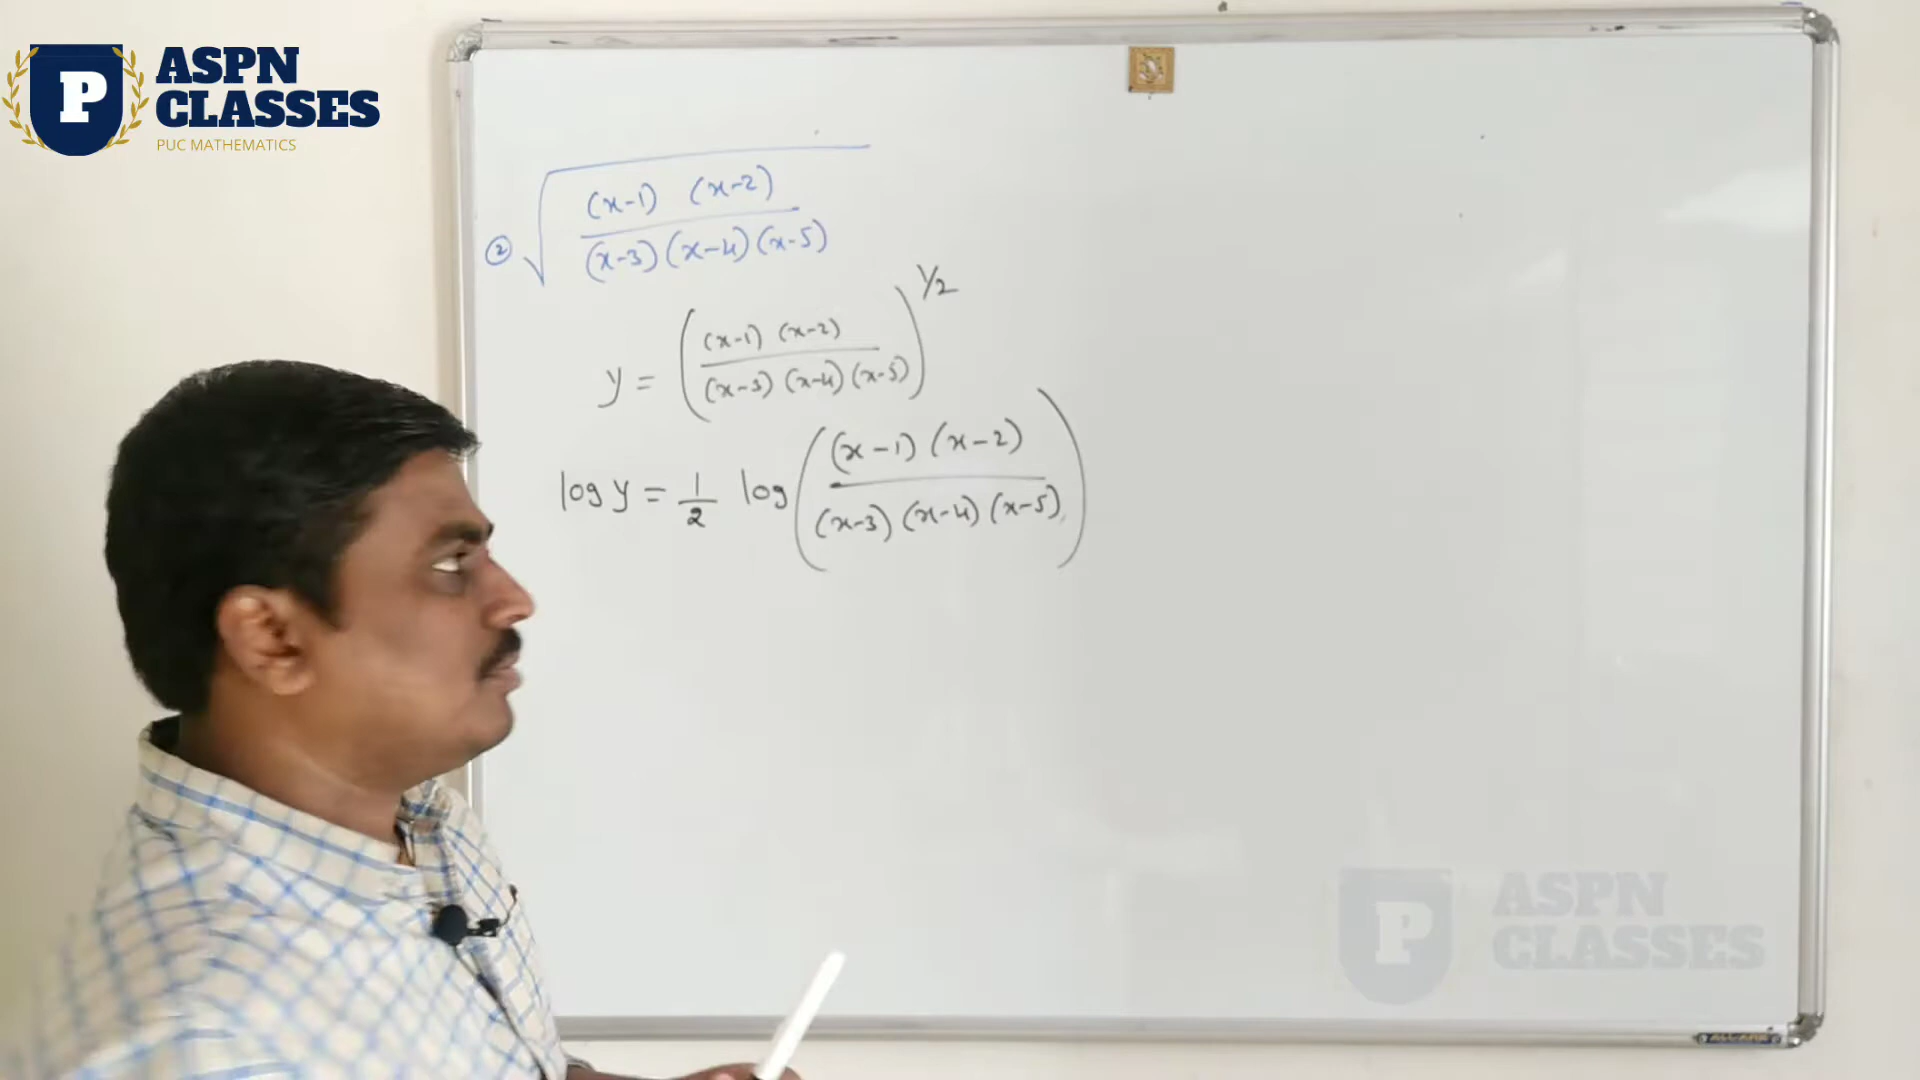 ASPN
CLASSES
PUC MATHEMATICS
② √((x-1) (x-2) / (x-3)(x-4)(x-5))
y = ((x-1) (x-2) / (x-3) (x-4) (x-5))^1/2
log y = 1/2 log((x-1) (x-2) / (x-3) (x-4) (x-5))
P ASPN
CLASSES